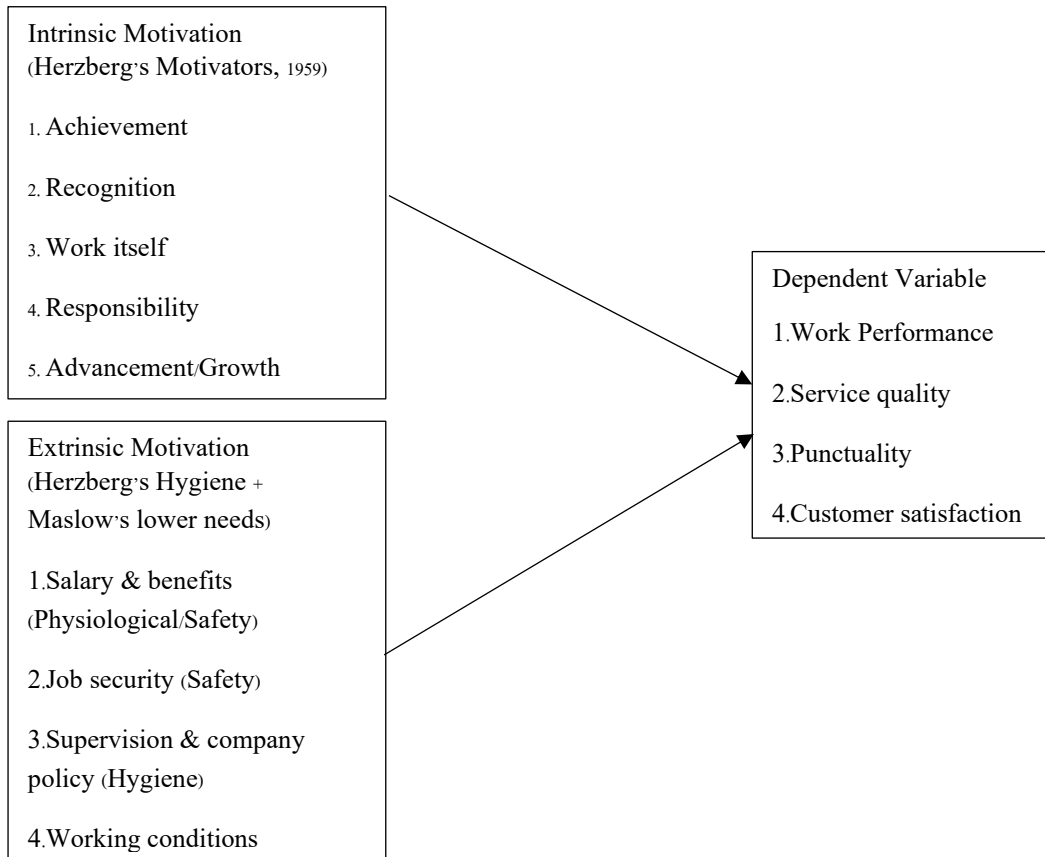 Intrinsic Motivation
(Herzberg's Motivators, 1959)
1. Achievement
2. Recognition
3. Work itself
4. Responsibility
5. Advancement/Growth
Extrinsic Motivation
(Herzberg's Hygiene +
Maslow's lower needs)
1.Salary & benefits
(Physiological/Safety)
2.Job security (Safety)
3.Supervision & company
policy (Hygiene)
4.Working conditions
Dependent Variable
1.Work Performance
2.Service quality
3.Punctuality
4.Customer satisfaction